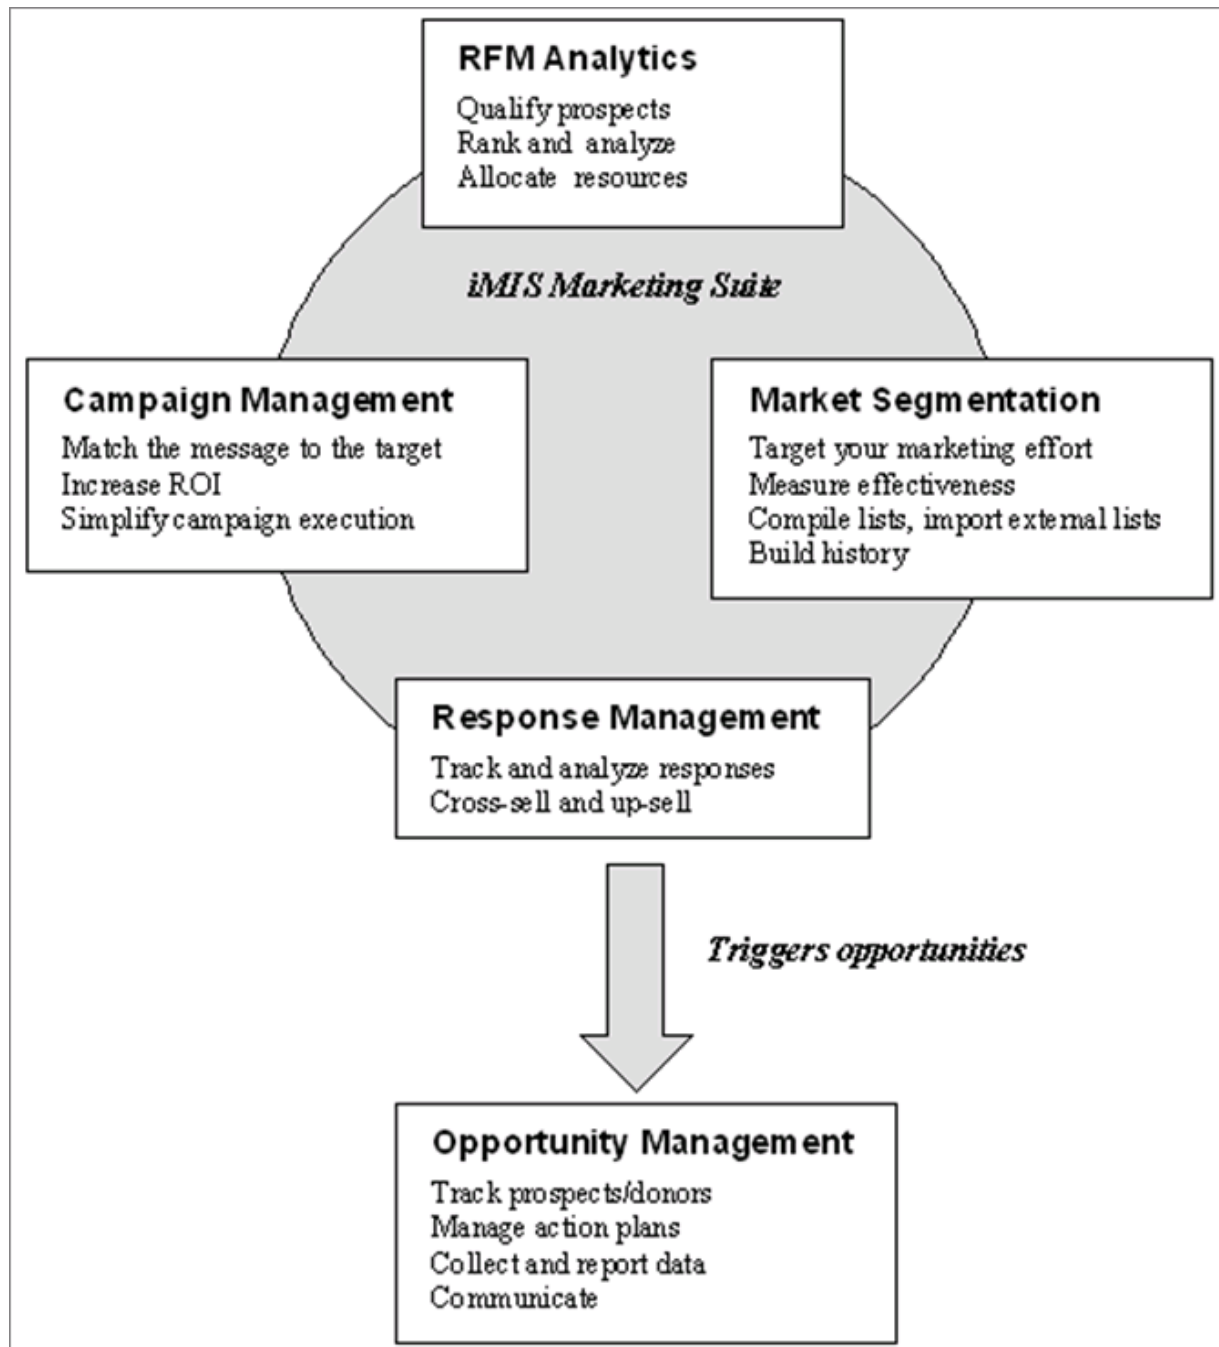 RFM Analytics
Qualify prospects
Rank and analyze
Allocate resources
iMIS Marketing Suite
Campaign Management
Match the message to the target
Increase ROI
Simplify campaign execution
Market Segmentation
Target your marketing effort
Measure effectiveness
Compile lists, import external lists
Build history
Response Management
Track and analyze responses
Cross-sell and up-sell
Triggers opportunities
Opportunity Management
Track prospects/donors
Manage action plans
Collect and report data
Communicate